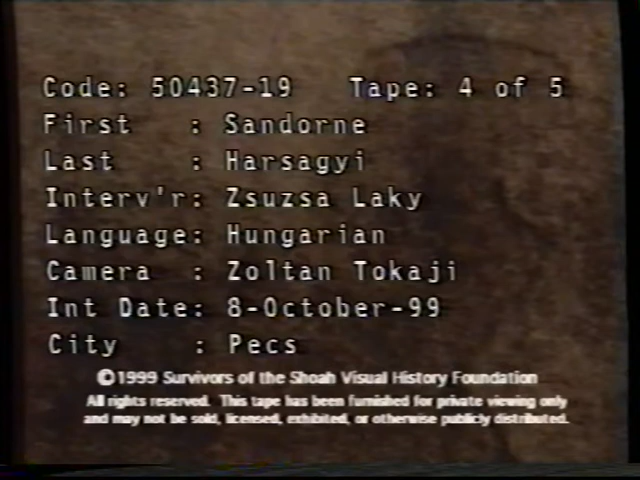 Code: 50437-19 Tape: 4 of 5
First : Sandorne
Last : Harsagyi
Interv'r: Zsuzsa Laky
Language: Hungarian
Camera : Zoltan Tokaji
Int Date: 8-October-99
City : Pecs
©1999 Survivors of the Shoah Visual History Foundation
All rights reserved. This tape has been furnished for private viewing only
and may not be sold, licensed, exhibited, or otherwise publicly distributed.